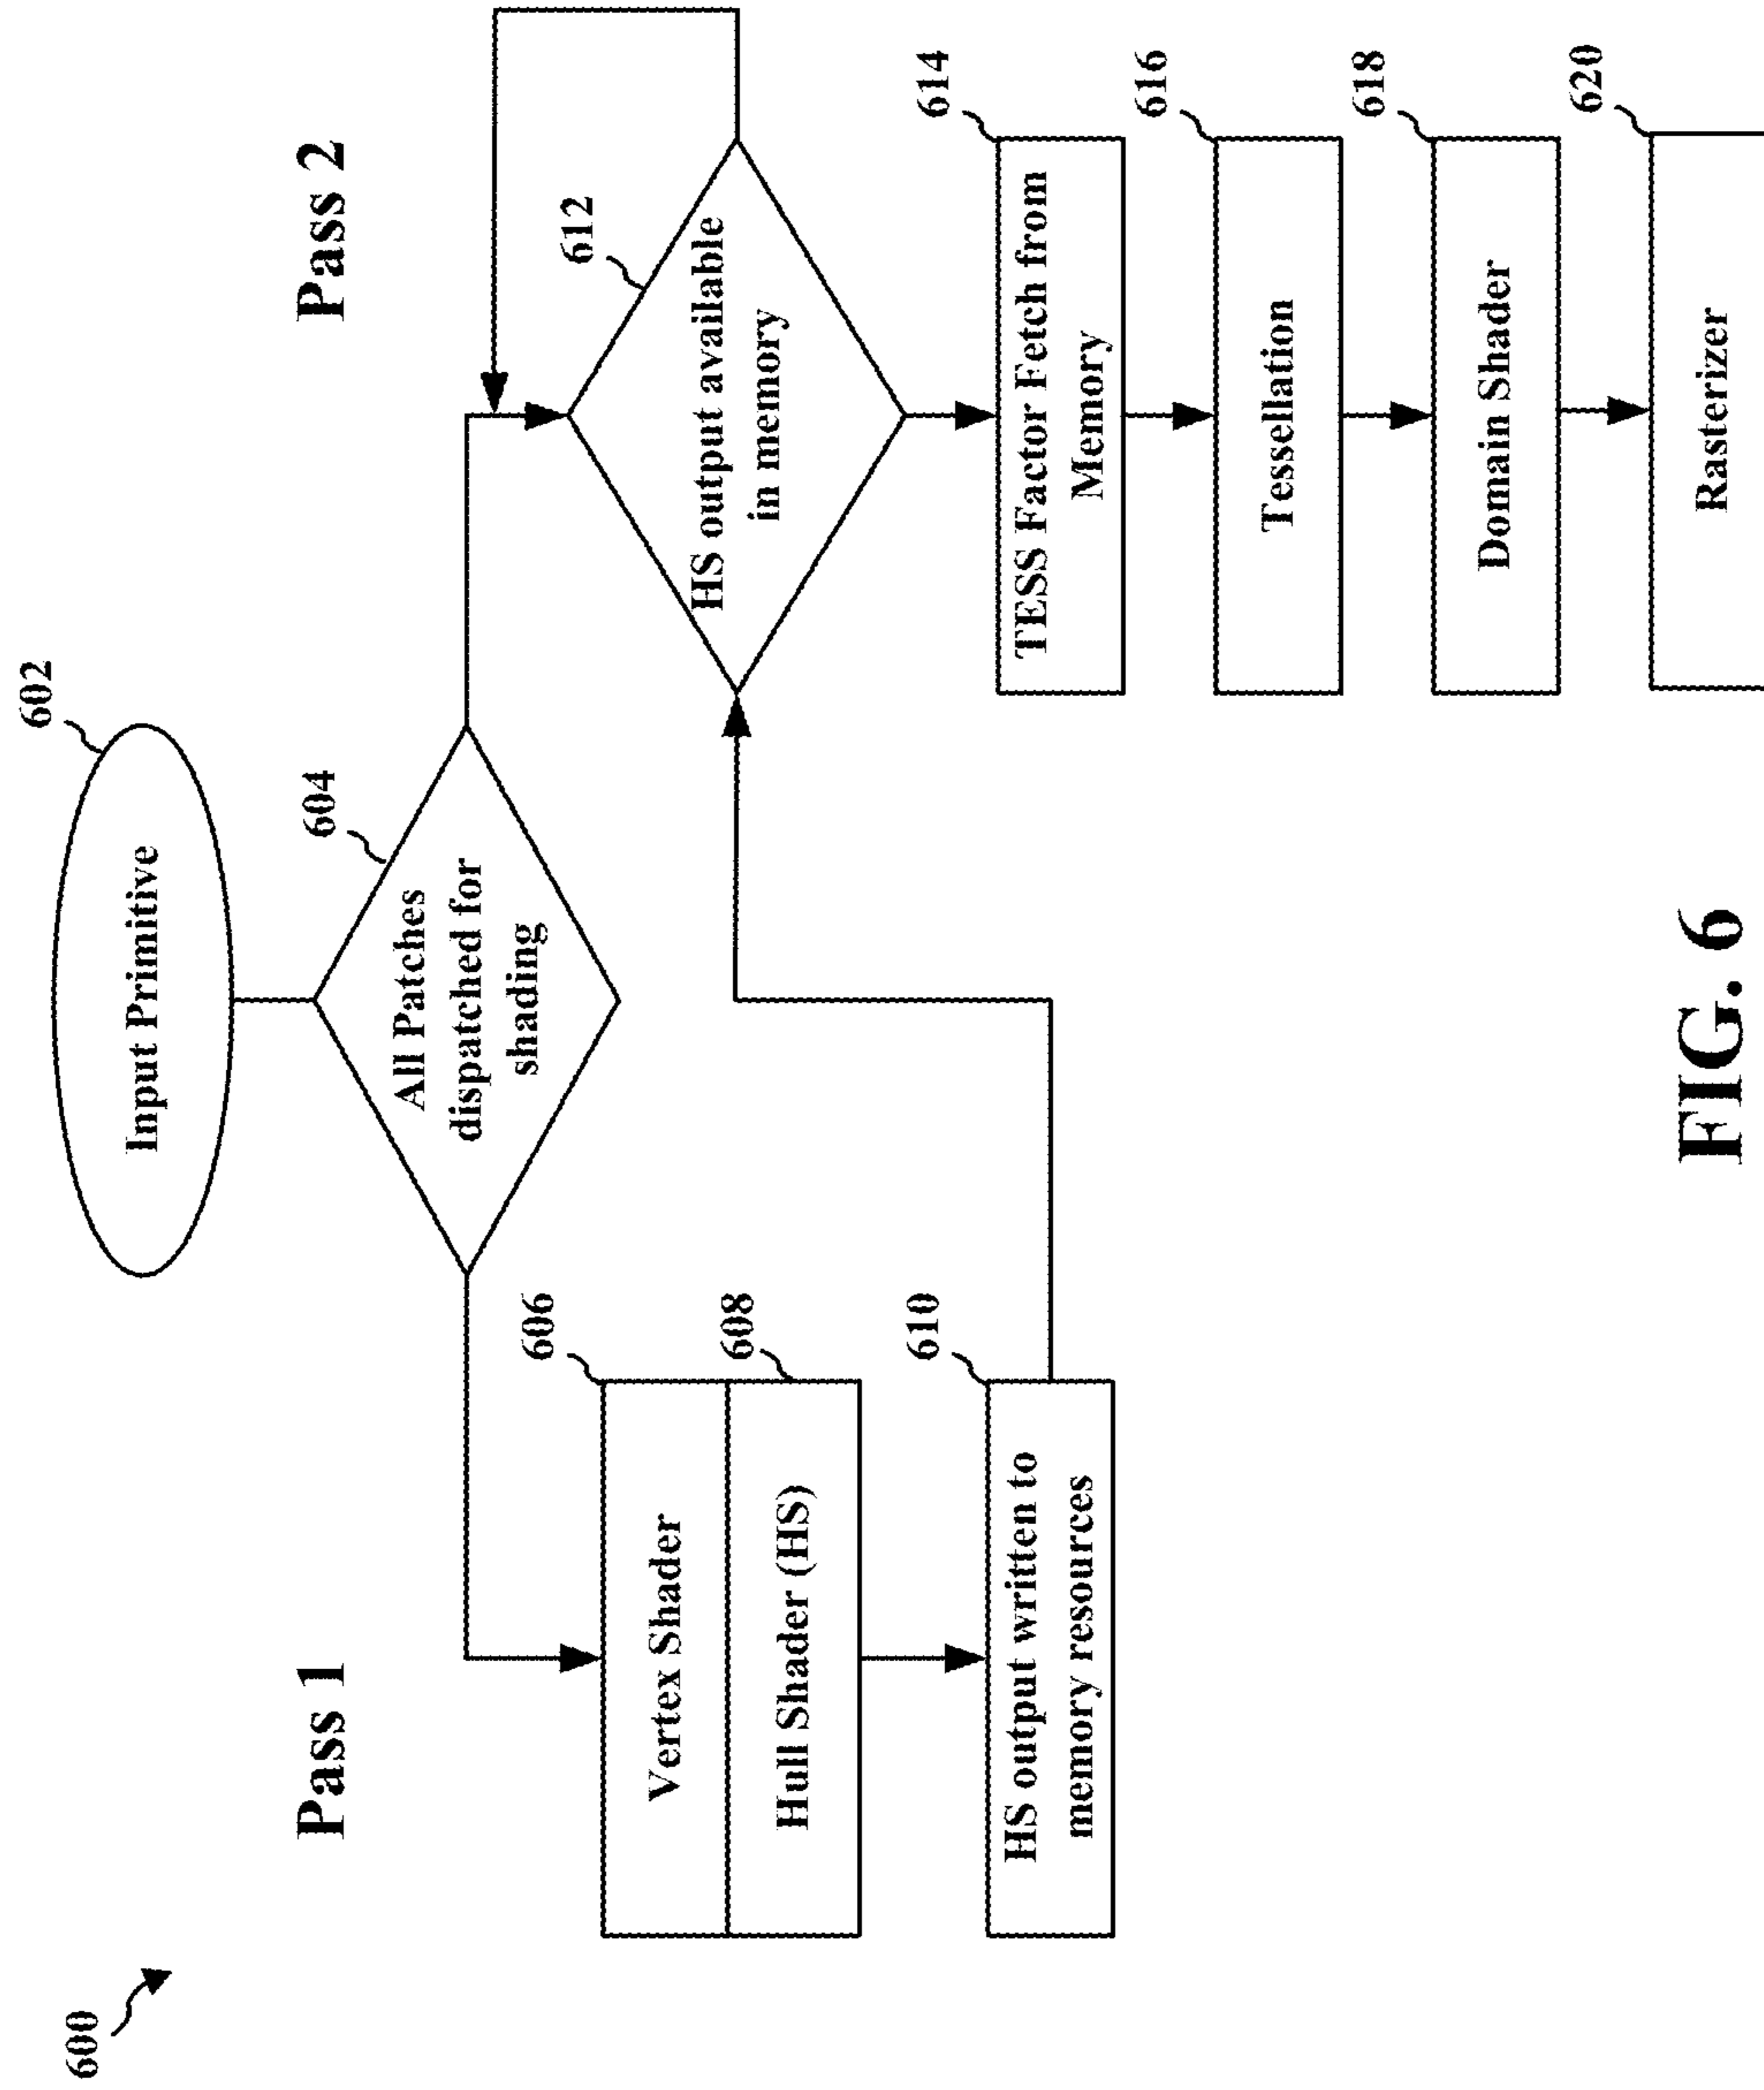 600
Pass 1
Pass 2
602
Input Primitive
604
All Patches
dispatched for
shading
606
Vertex Shader
608
Hull Shader (HS)
610
HS output written to
memory resources
612
HS output available
in memory
614
TESS Factor Fetch from
Memory
616
Tessellation
618
Domain Shader
620
Rasterizer
FIG. 6